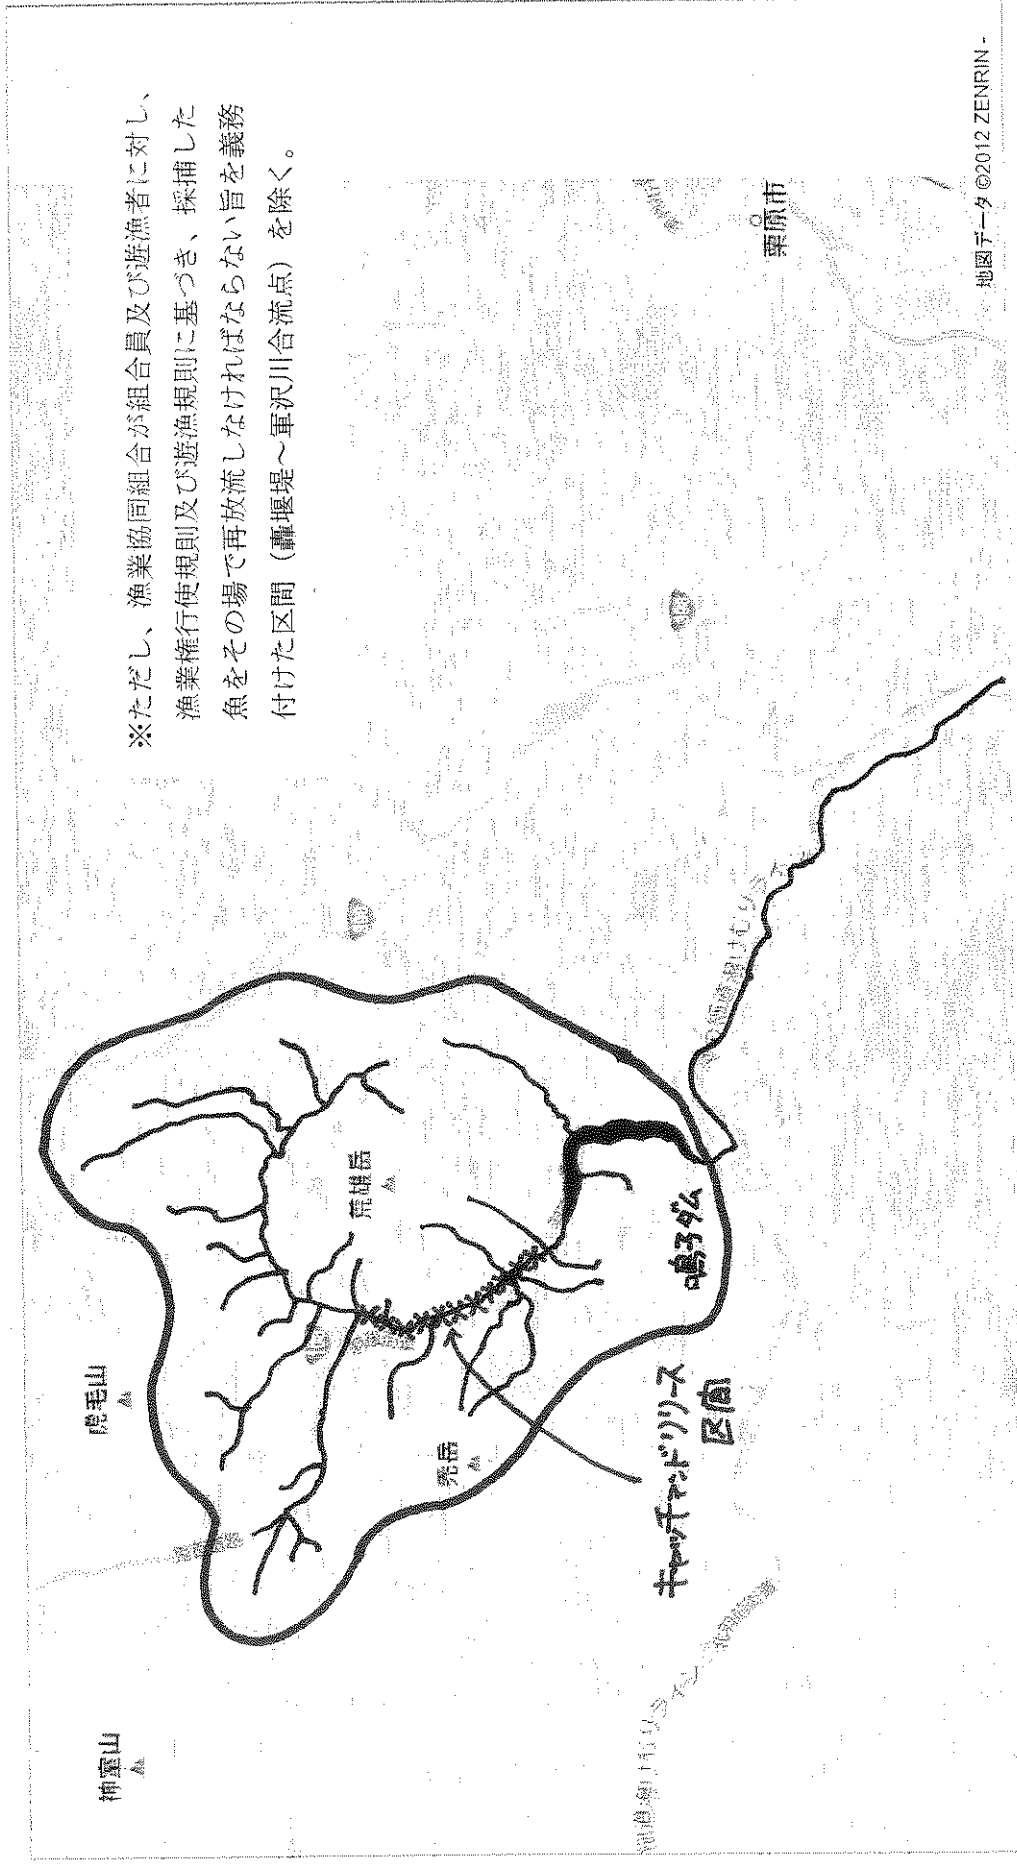 ※ただし、漁業協同組合が組合員及び遊漁者に対し、
漁業権行使規則及び遊漁規則に基づき、採捕した
魚をその場で再放流しなければならない旨を義務
付けた区間（轟堰堤～軍沢川合流点）を除く。
神室山
虎毛山
荒雄岳
禿岳
鳴子ダム
キャッチアンドリリース
区間
栗原市
地図データ ©2012 ZENRIN -